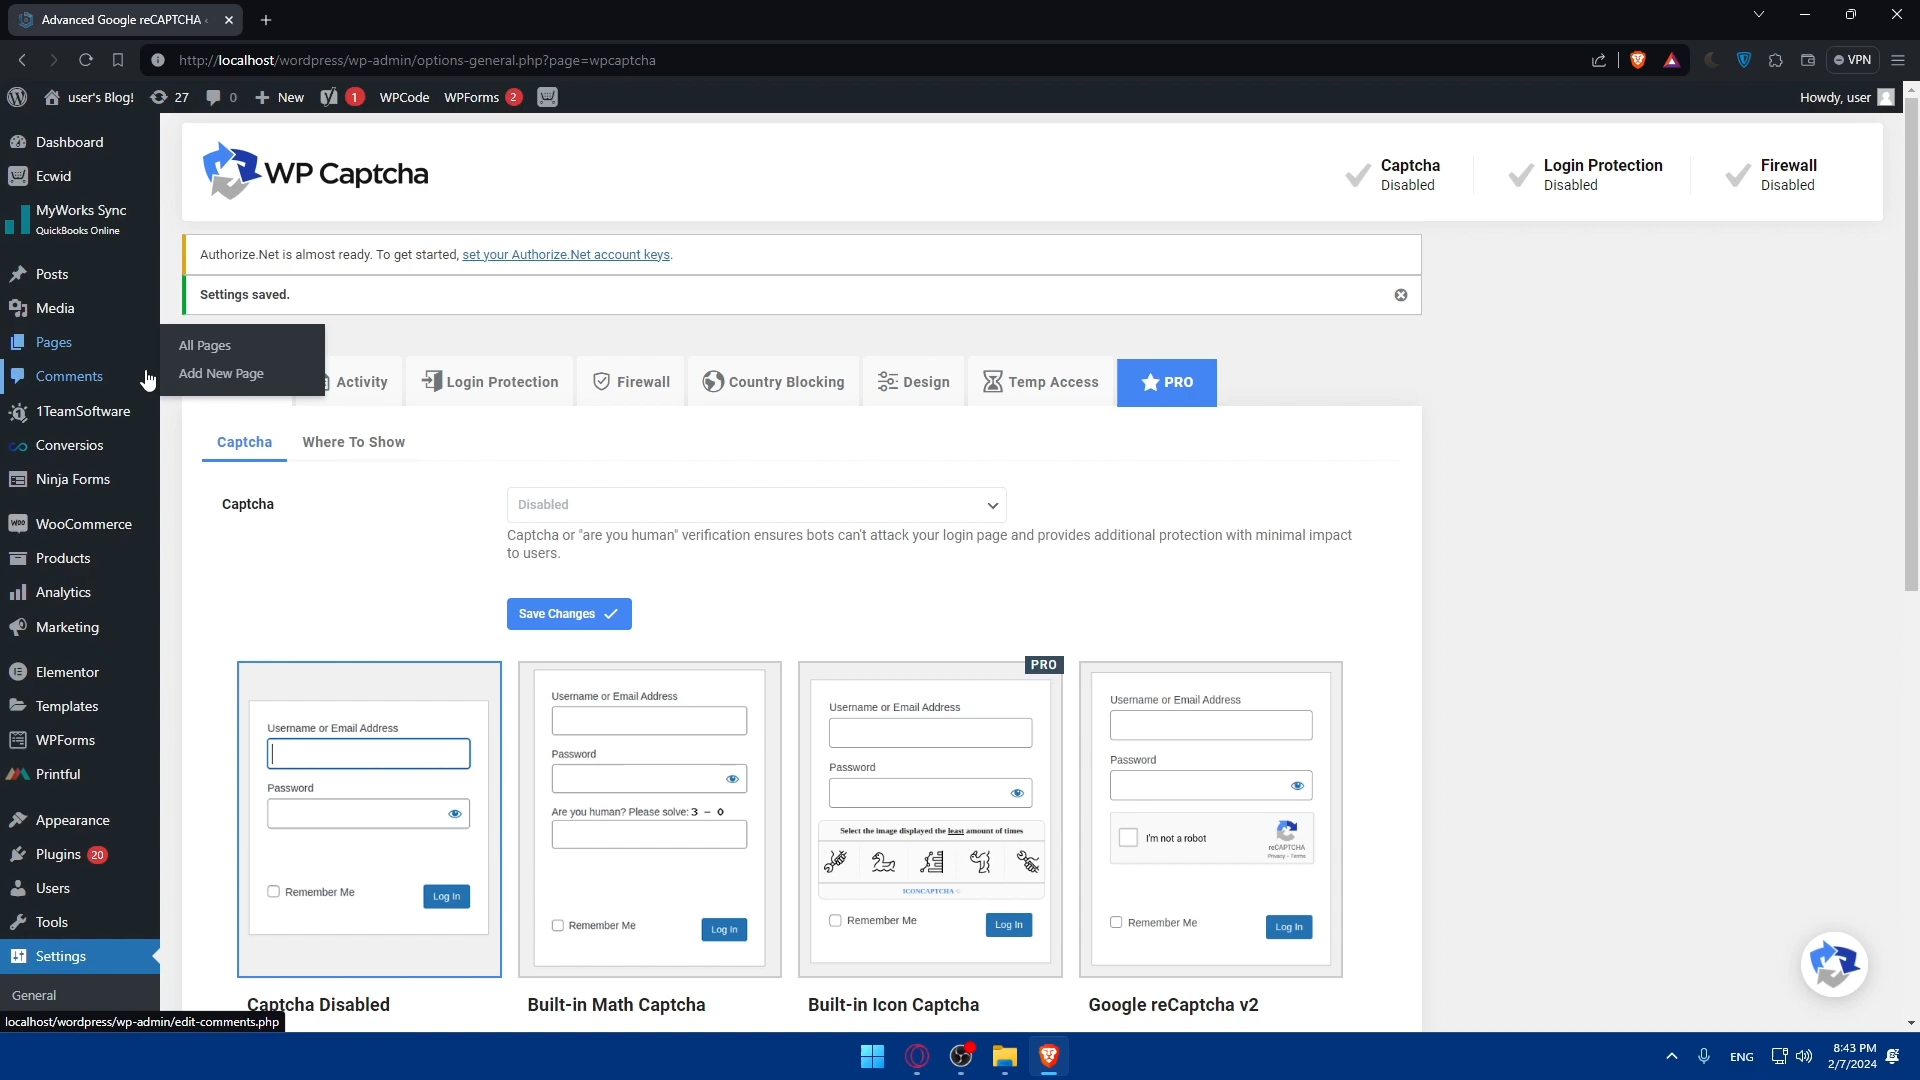 Advanced Google reCAPTCHA
http://localhost/wordpress/wp-admin/options-general.php?page=wpcaptcha
VPN
user's Blog!
27
0
New
1
WPCode
WPForms
2
Howdy, user
Dashboard
Ecwid
MyWorks Sync
QuickBooks Online
Posts
Media
Pages
Comments
1TeamSoftware
Conversios
Ninja Forms
WooCommerce
Products
Analytics
Marketing
Elementor
Templates
WPForms
Printful
Appearance
Plugins 20
Users
Tools
Settings
General
All Pages
Add New Page
localhost/wordpress/wp-admin/edit-comments.php
WP Captcha
Captcha
Disabled
Login Protection
Disabled
Firewall
Disabled
Authorize.Net is almost ready. To get started, set your Authorize.Net account keys.
Settings saved.
Activity
Login Protection
Firewall
Country Blocking
Design
Temp Access
PRO
Captcha
Where To Show
Captcha
Disabled
Captcha or "are you human" verification ensures bots can't attack your login page and provides additional protection with minimal impact
to users.
Save Changes
Username or Email Address
Password
Remember Me
Log In
Captcha Disabled
Username or Email Address
Password
Are you human? Please solve: 3 - 0
Remember Me
Log In
Built-in Math Captcha
PRO
Username or Email Address
Password
Select the image displayed the least amount of times
ICONCAPTCHA ©
Remember Me
Log In
Built-in Icon Captcha
Username or Email Address
Password
I'm not a robot
reCAPTCHA
Privacy - Terms
Remember Me
Log In
Google reCaptcha v2
ENG
8:43 PM
2/7/2024